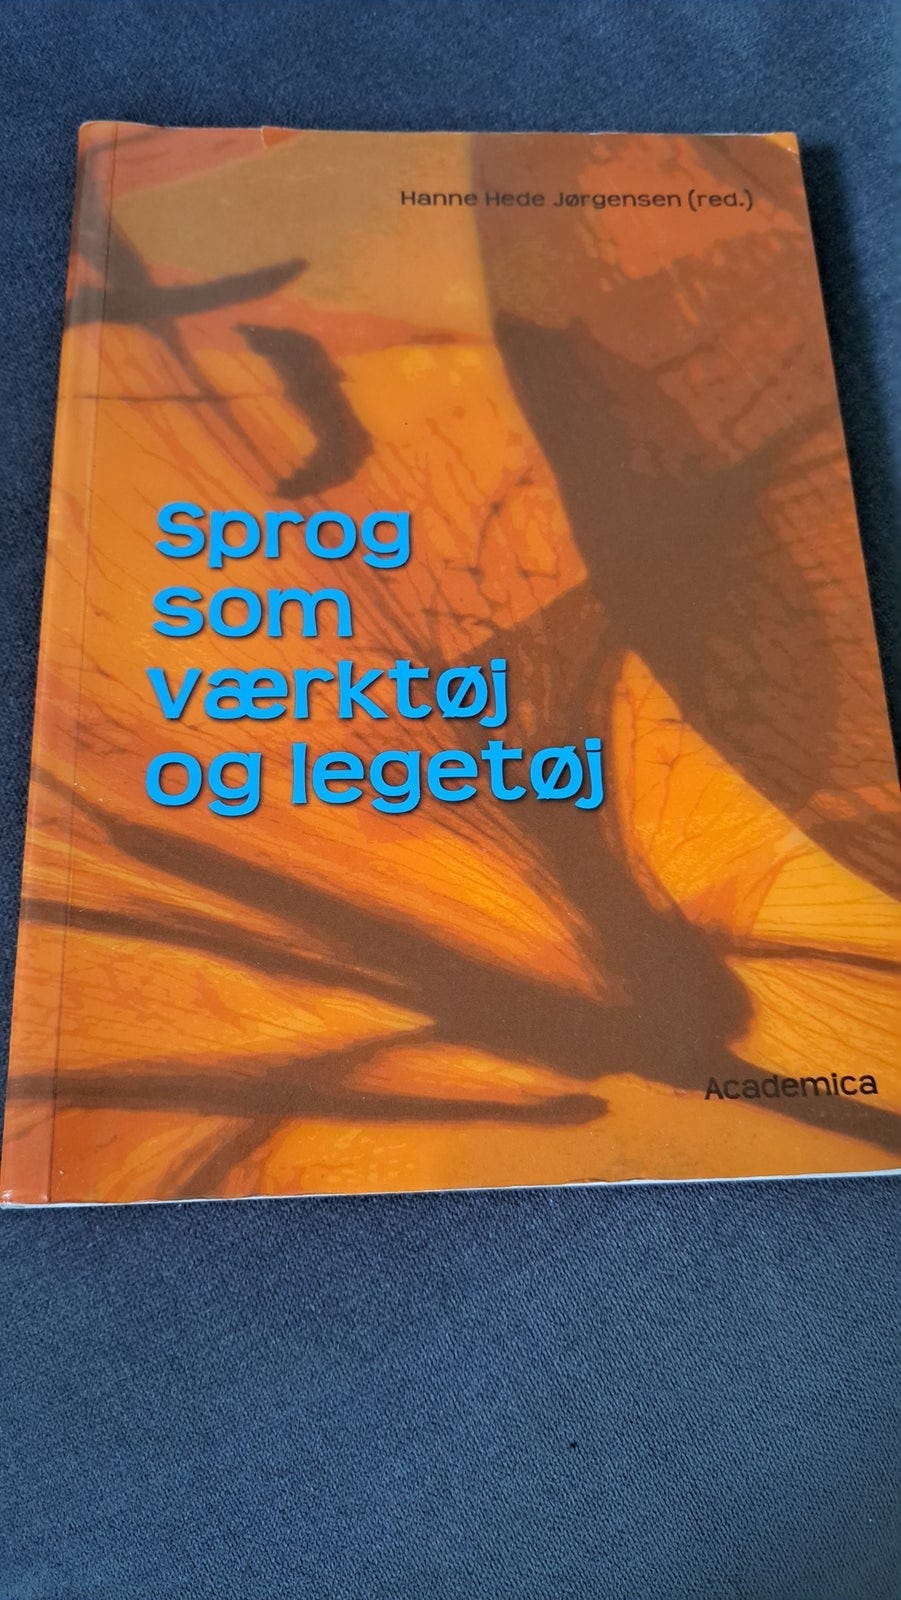 Hanne Hede Jørgensen (red.)
Sprog
som
værktøj
og legetøj
Academica